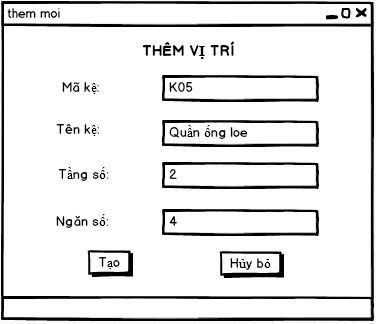 them moi
THÊM VỊ TRÍ
Mã kệ: K05
Tên kệ: Quần ống loe
Tầng số: 2
Ngăn số: 4
Tạo Hủy bỏ